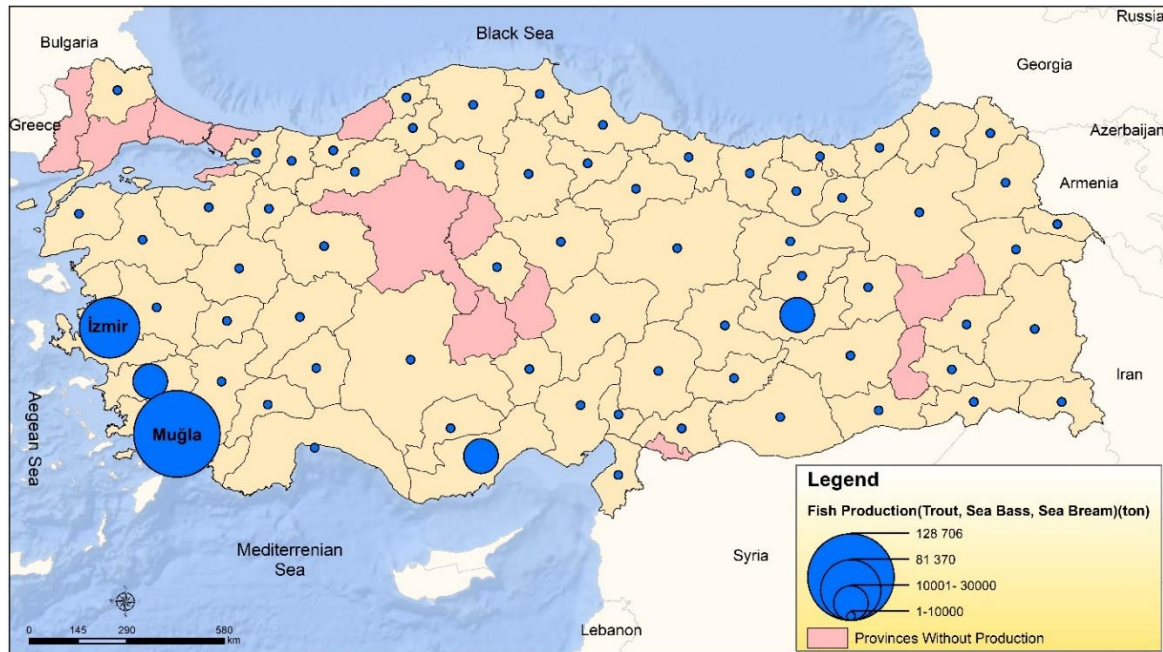 Russia
Bulgaria
Black Sea
Georgia
Greece
Azerbaijan
Armenia
İzmir
Iran
Aegean Sea
Muğla
Mediterrenian
Sea
Syria
Lebanon
0 145 290 580
km
Legend
Fish Production(Trout, Sea Bass, Sea Bream)(ton)
128 706
81 370
10001- 30000
1-10000
Provinces Without Production